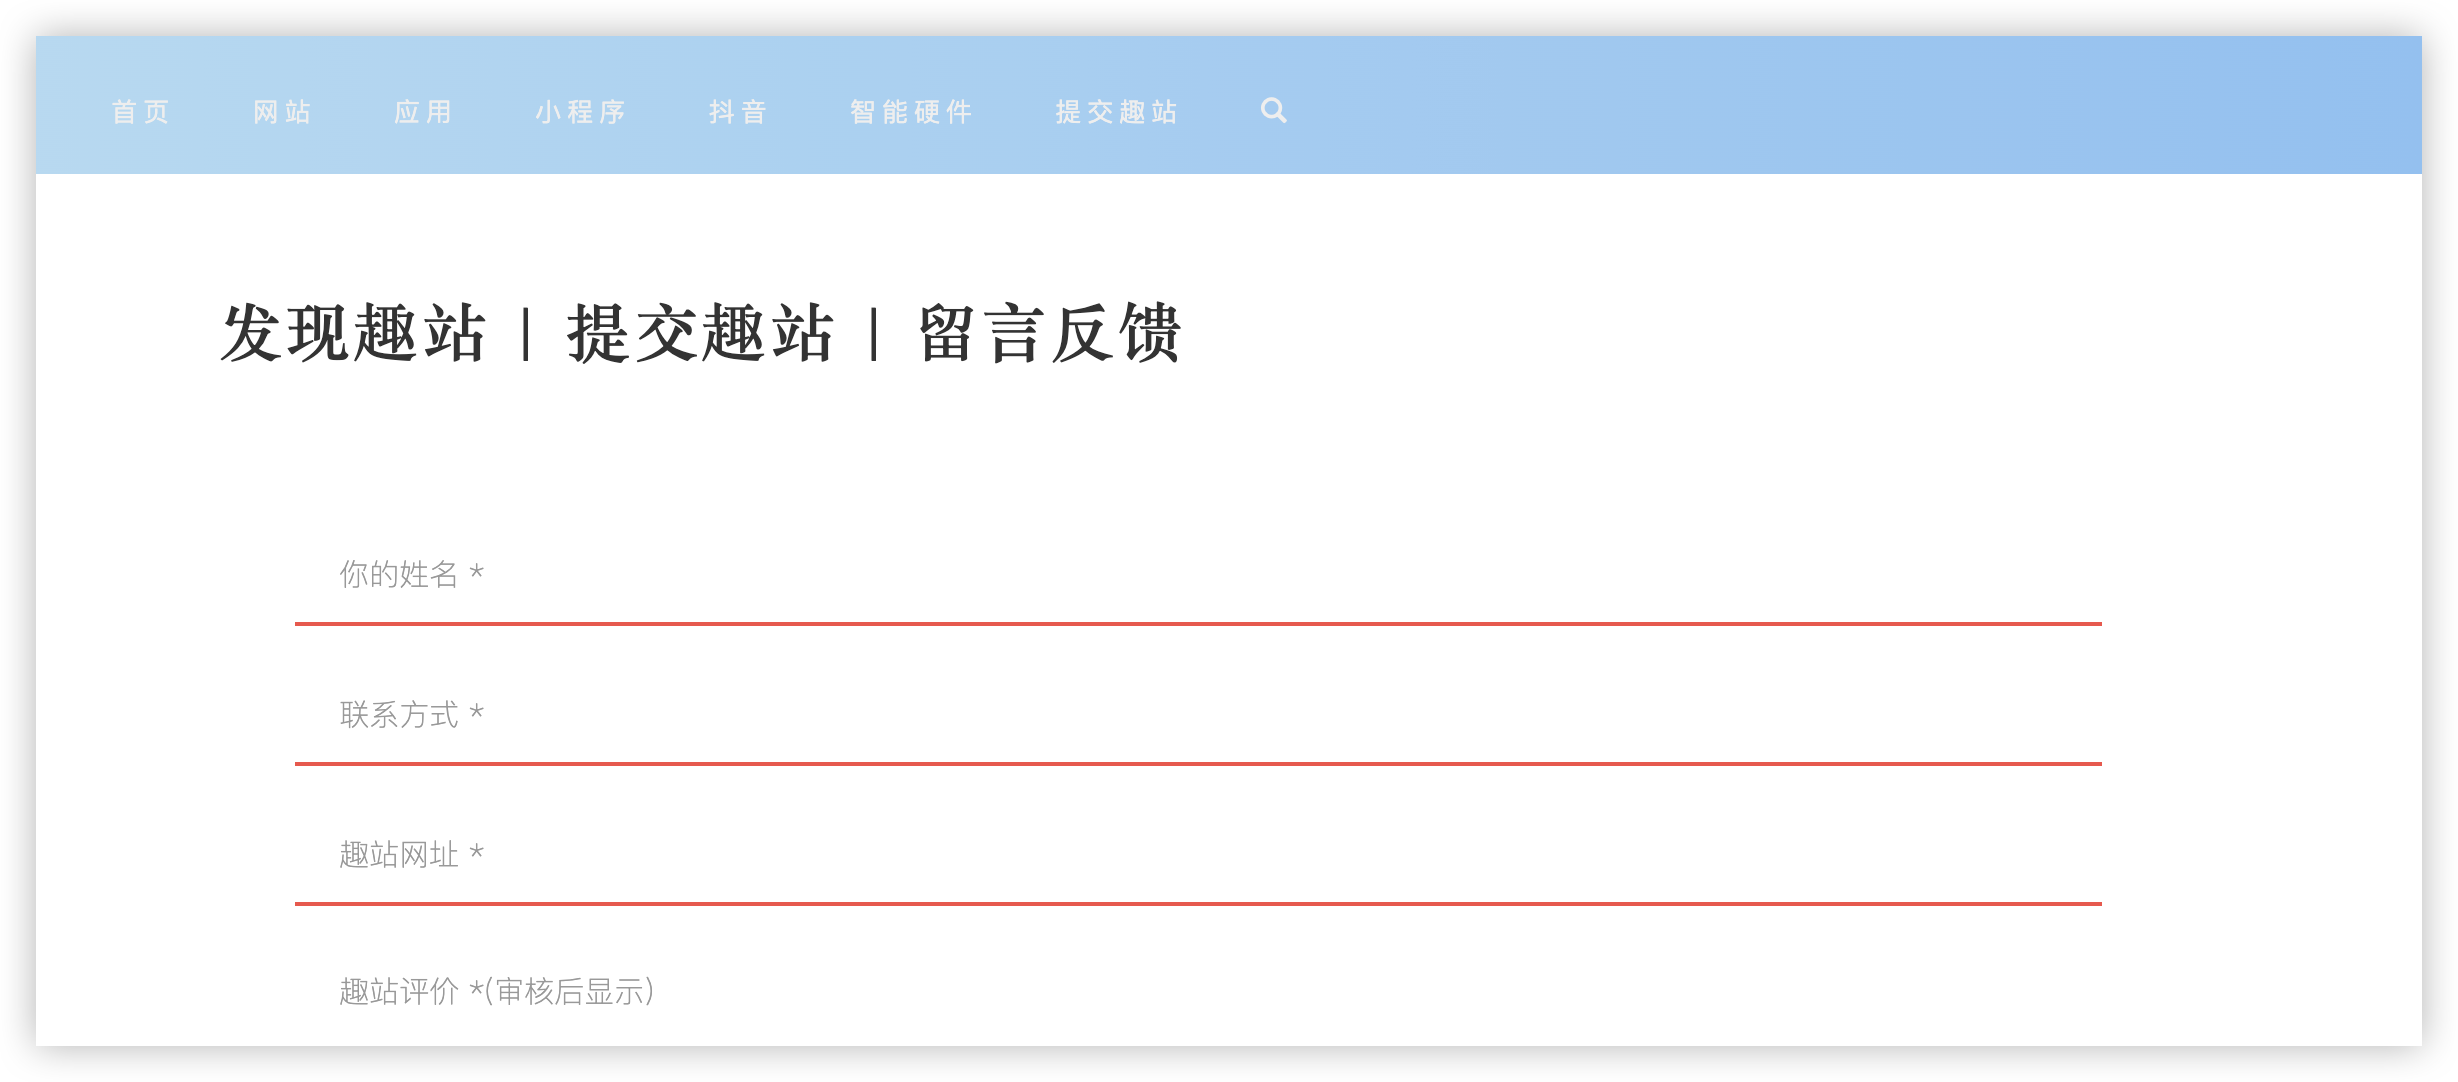 首页 网站 应用 小程序 抖音 智能硬件 提交趣站
发现趣站 | 提交趣站 | 留言反馈
你的姓名 *
联系方式 *
趣站网址 *
趣站评价 *(审核后显示)